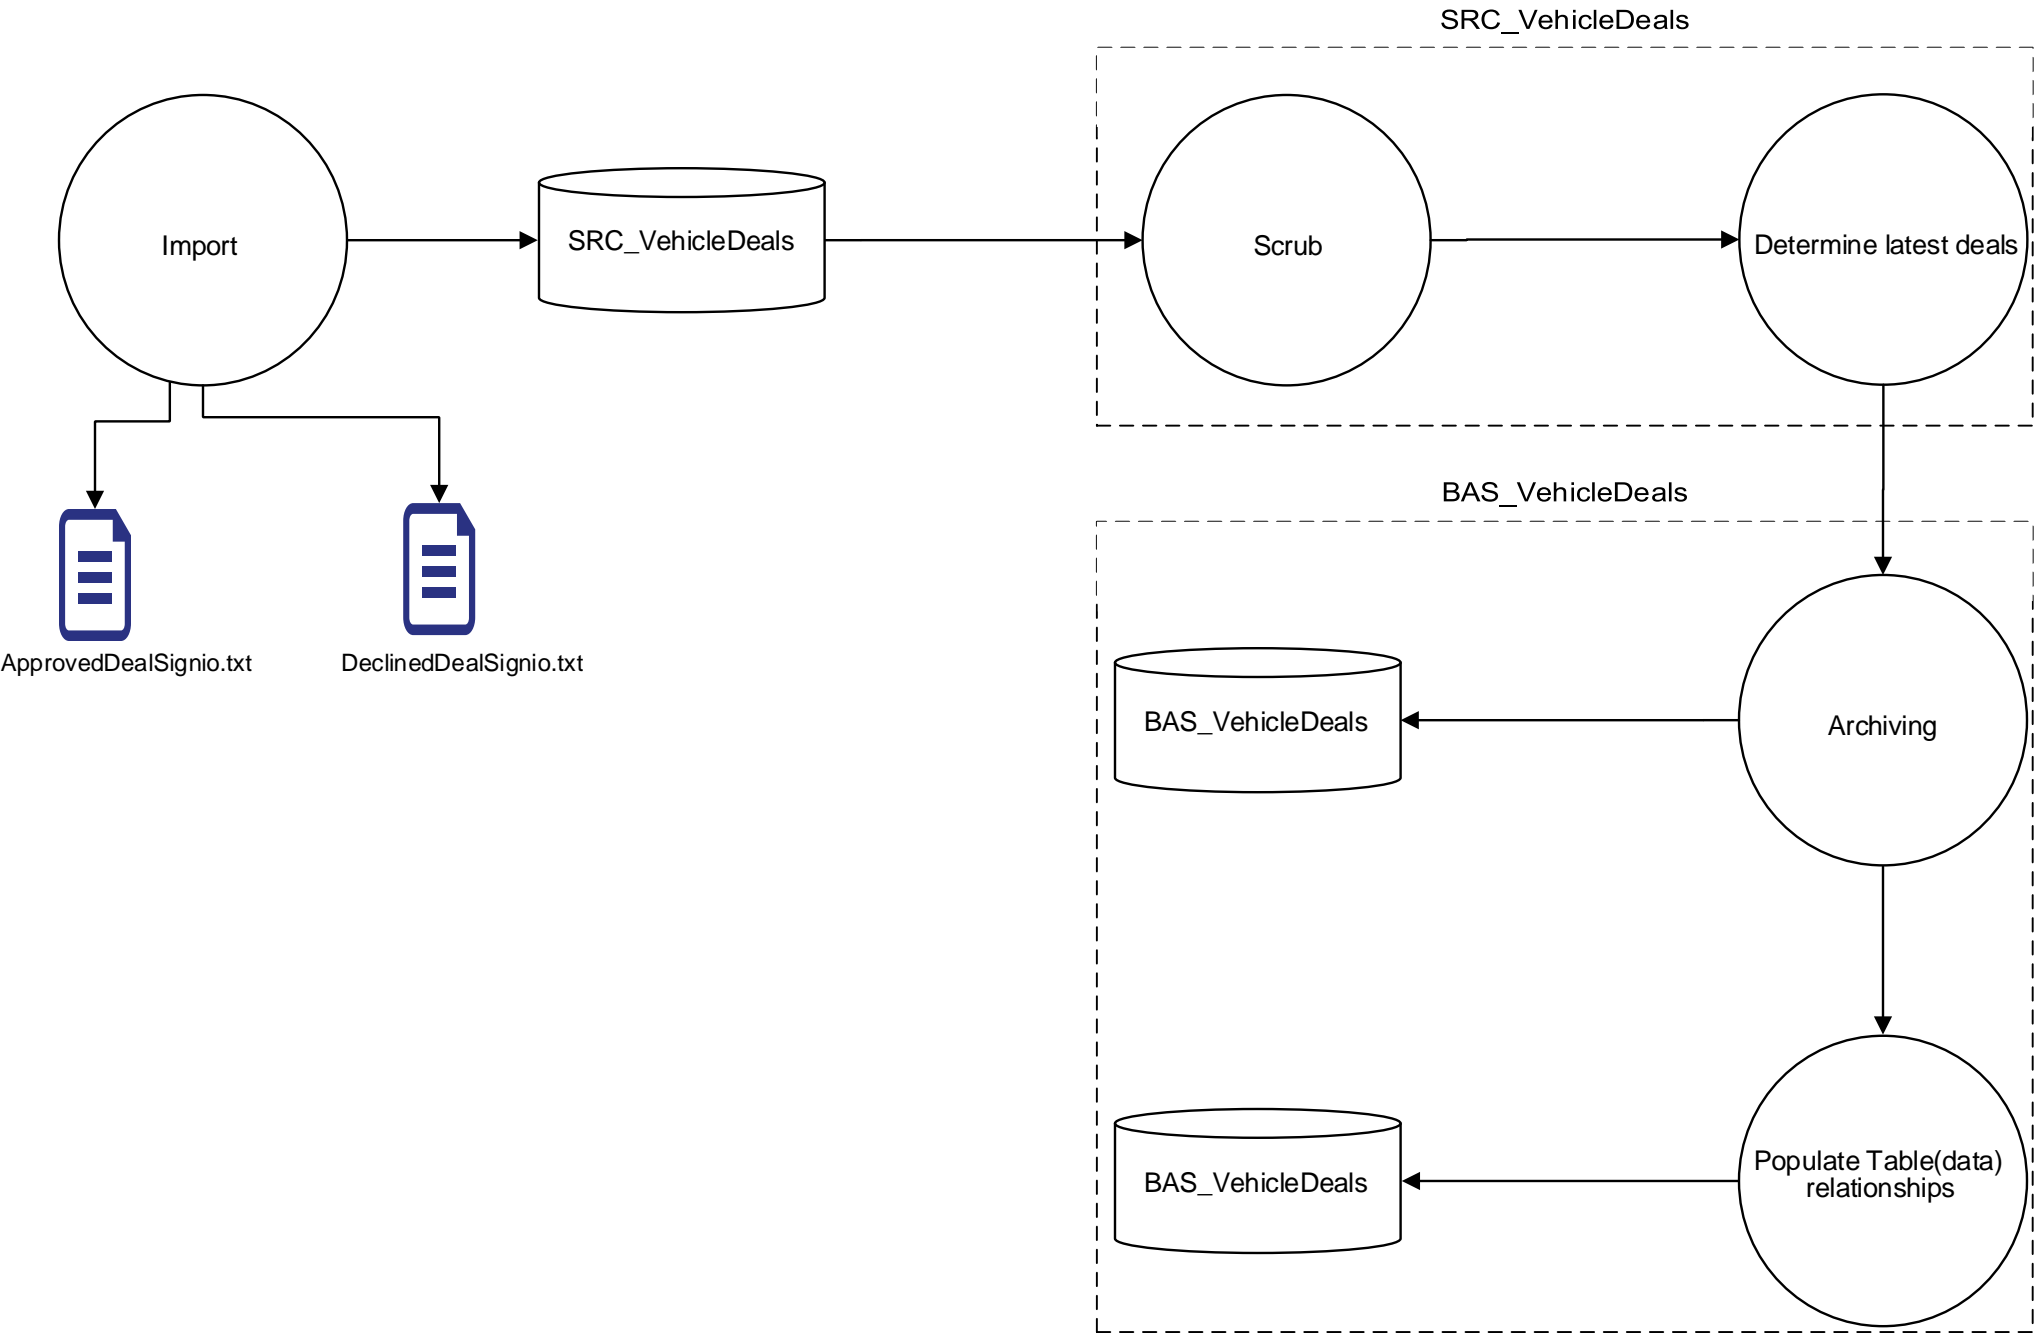 SRC_VehicleDeals
Import
SRC_VehicleDeals
Scrub
Determine latest deals
ApprovedDealSignio.txt
DeclinedDealSignio.txt
BAS_VehicleDeals
BAS_VehicleDeals
Archiving
BAS_VehicleDeals
Populate Table(data)
relationships